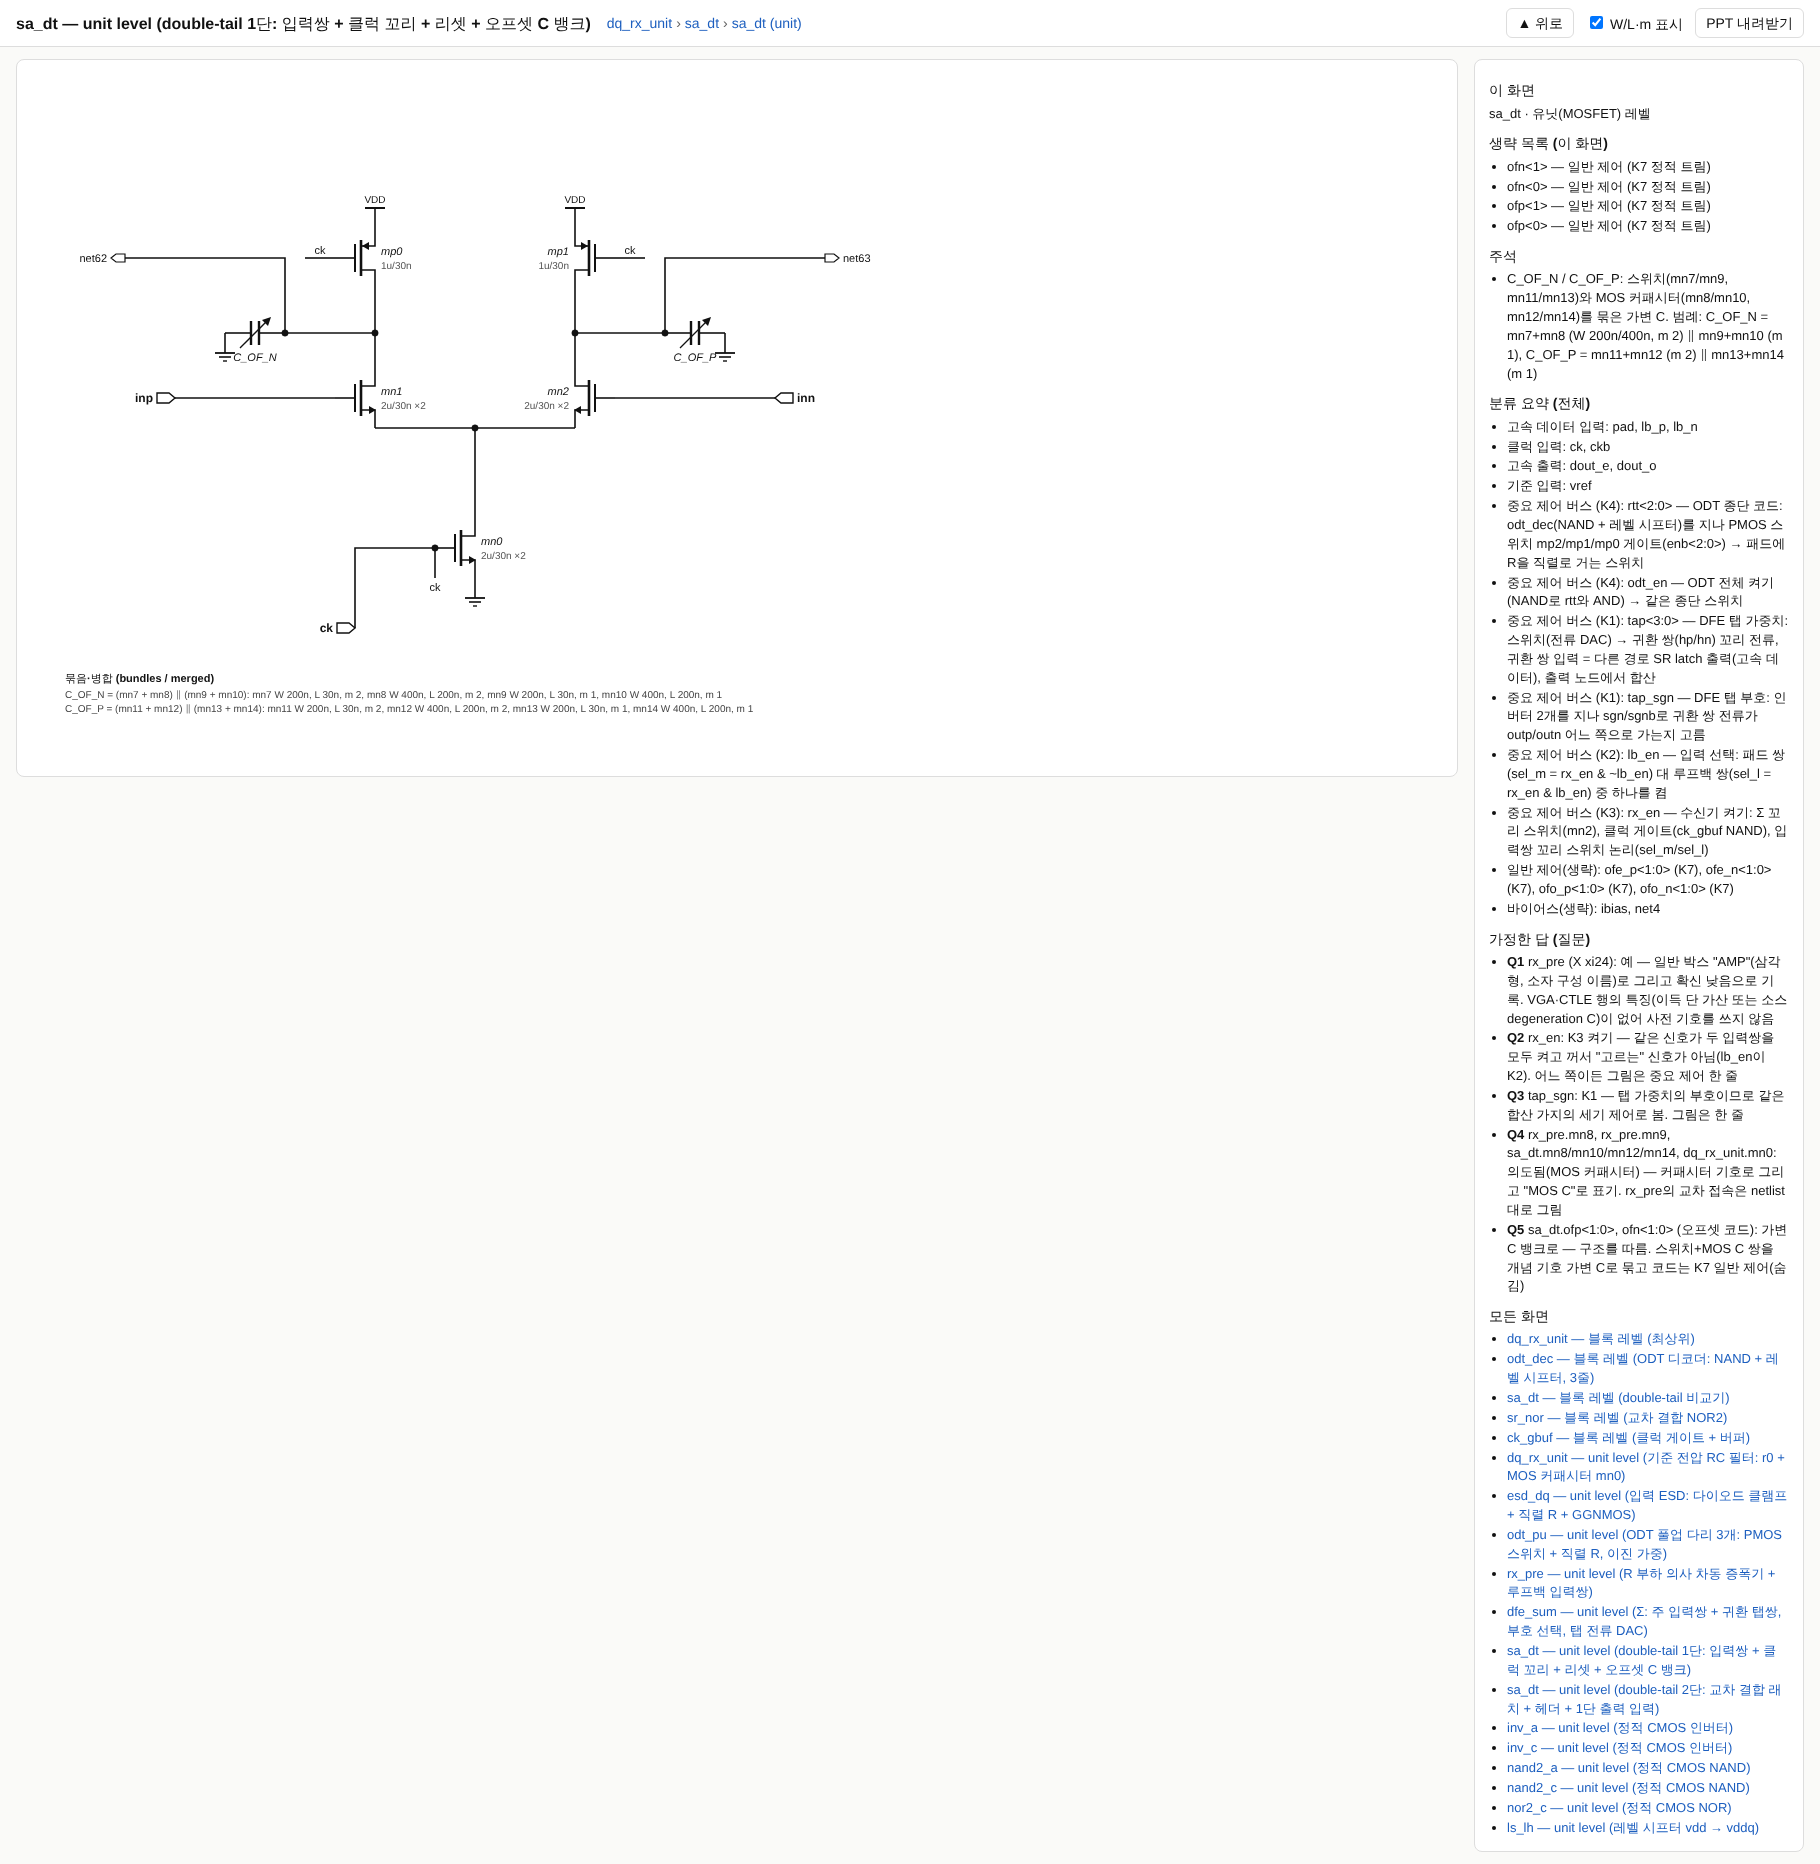 sa_dt — unit level (double-tail 1단: 입력쌍 + 클럭 꼬리 + 리셋 + 오프셋 C 뱅크) dq_rx_unit › sa_dt › sa_dt (unit) ▲ 위로 W/L·m 표시 PPT 내려받기
VDD VDD
net62 ck mp0 mp1 ck net63
1u/30n 1u/30n
C_OF_N C_OF_P
inp mn1 mn2 inn
2u/30n ×2 2u/30n ×2
mn0
2u/30n ×2
ck
ck
묶음·병합 (bundles / merged)
C_OF_N = (mn7 + mn8) ∥ (mn9 + mn10): mn7 W 200n, L 30n, m 2, mn8 W 400n, L 200n, m 2, mn9 W 200n, L 30n, m 1, mn10 W 400n, L 200n, m 1
C_OF_P = (mn11 + mn12) ∥ (mn13 + mn14): mn11 W 200n, L 30n, m 2, mn12 W 400n, L 200n, m 2, mn13 W 200n, L 30n, m 1, mn14 W 400n, L 200n, m 1
이 화면
sa_dt · 유닛(MOSFET) 레벨
생략 목록 (이 화면)
ofn<1> — 일반 제어 (K7 정적 트림)
ofn<0> — 일반 제어 (K7 정적 트림)
ofp<1> — 일반 제어 (K7 정적 트림)
ofp<0> — 일반 제어 (K7 정적 트림)
주석
C_OF_N / C_OF_P: 스위치(mn7/mn9,
mn11/mn13)와 MOS 커패시터(mn8/mn10,
mn12/mn14)를 묶은 가변 C. 범례: C_OF_N =
mn7+mn8 (W 200n/400n, m 2) ∥ mn9+mn10 (m
1), C_OF_P = mn11+mn12 (m 2) ∥ mn13+mn14
(m 1)
분류 요약 (전체)
고속 데이터 입력: pad, lb_p, lb_n
클럭 입력: ck, ckb
고속 출력: dout_e, dout_o
기준 입력: vref
중요 제어 버스 (K4): rtt<2:0> — ODT 종단 코드:
odt_dec(NAND + 레벨 시프터)를 지나 PMOS 스
위치 mp2/mp1/mp0 게이트(enb<2:0>) → 패드에
R을 직렬로 거는 스위치
중요 제어 버스 (K4): odt_en — ODT 전체 켜기
(NAND로 rtt와 AND) → 같은 종단 스위치
중요 제어 버스 (K1): tap<3:0> — DFE 탭 가중치:
스위치(전류 DAC) → 귀환 쌍(hp/hn) 꼬리 전류,
귀환 쌍 입력 = 다른 경로 SR latch 출력(고속 데
이터), 출력 노드에서 합산
중요 제어 버스 (K1): tap_sgn — DFE 탭 부호: 인
버터 2개를 지나 sgn/sgnb로 귀환 쌍 전류가
outp/outn 어느 쪽으로 가는지 고름
중요 제어 버스 (K2): lb_en — 입력 선택: 패드 쌍
(sel_m = rx_en & ~lb_en) 대 루프백 쌍(sel_l =
rx_en & lb_en) 중 하나를 켬
중요 제어 버스 (K3): rx_en — 수신기 켜기: Σ 꼬
리 스위치(mn2), 클럭 게이트(ck_gbuf NAND), 입
력쌍 꼬리 스위치 논리(sel_m/sel_l)
일반 제어(생략): ofe_p<1:0> (K7), ofe_n<1:0>
(K7), ofo_p<1:0> (K7), ofo_n<1:0> (K7)
바이어스(생략): ibias, net4
가정한 답 (질문)
Q1 rx_pre (X xi24): 예 — 일반 박스 "AMP"(삼각
형, 소자 구성 이름)로 그리고 확신 낮음으로 기
록. VGA·CTLE 행의 특징(이득 단 가산 또는 소스
degeneration C)이 없어 사전 기호를 쓰지 않음
Q2 rx_en: K3 켜기 — 같은 신호가 두 입력쌍을
모두 켜고 꺼서 "고르는" 신호가 아님(lb_en이
K2). 어느 쪽이든 그림은 중요 제어 한 줄
Q3 tap_sgn: K1 — 탭 가중치의 부호이므로 같은
합산 가지의 세기 제어로 봄. 그림은 한 줄
Q4 rx_pre.mn8, rx_pre.mn9,
sa_dt.mn8/mn10/mn12/mn14, dq_rx_unit.mn0:
의도됨(MOS 커패시터) — 커패시터 기호로 그리
고 "MOS C"로 표기. rx_pre의 교차 접속은 netlist
대로 그림
Q5 sa_dt.ofp<1:0>, ofn<1:0> (오프셋 코드): 가변
C 뱅크로 — 구조를 따름. 스위치+MOS C 쌍을
개념 기호 가변 C로 묶고 코드는 K7 일반 제어(숨
김)
모든 화면
dq_rx_unit — 블록 레벨 (최상위)
odt_dec — 블록 레벨 (ODT 디코더: NAND + 레
벨 시프터, 3줄)
sa_dt — 블록 레벨 (double-tail 비교기)
sr_nor — 블록 레벨 (교차 결합 NOR2)
ck_gbuf — 블록 레벨 (클럭 게이트 + 버퍼)
dq_rx_unit — unit level (기준 전압 RC 필터: r0 +
MOS 커패시터 mn0)
esd_dq — unit level (입력 ESD: 다이오드 클램프
+ 직렬 R + GGNMOS)
odt_pu — unit level (ODT 풀업 다리 3개: PMOS
스위치 + 직렬 R, 이진 가중)
rx_pre — unit level (R 부하 의사 차동 증폭기 +
루프백 입력쌍)
dfe_sum — unit level (Σ: 주 입력쌍 + 귀환 탭쌍,
부호 선택, 탭 전류 DAC)
sa_dt — unit level (double-tail 1단: 입력쌍 + 클
럭 꼬리 + 리셋 + 오프셋 C 뱅크)
sa_dt — unit level (double-tail 2단: 교차 결합 래
치 + 헤더 + 1단 출력 입력)
inv_a — unit level (정적 CMOS 인버터)
inv_c — unit level (정적 CMOS 인버터)
nand2_a — unit level (정적 CMOS NAND)
nand2_c — unit level (정적 CMOS NAND)
nor2_c — unit level (정적 CMOS NOR)
ls_lh — unit level (레벨 시프터 vdd → vddq)